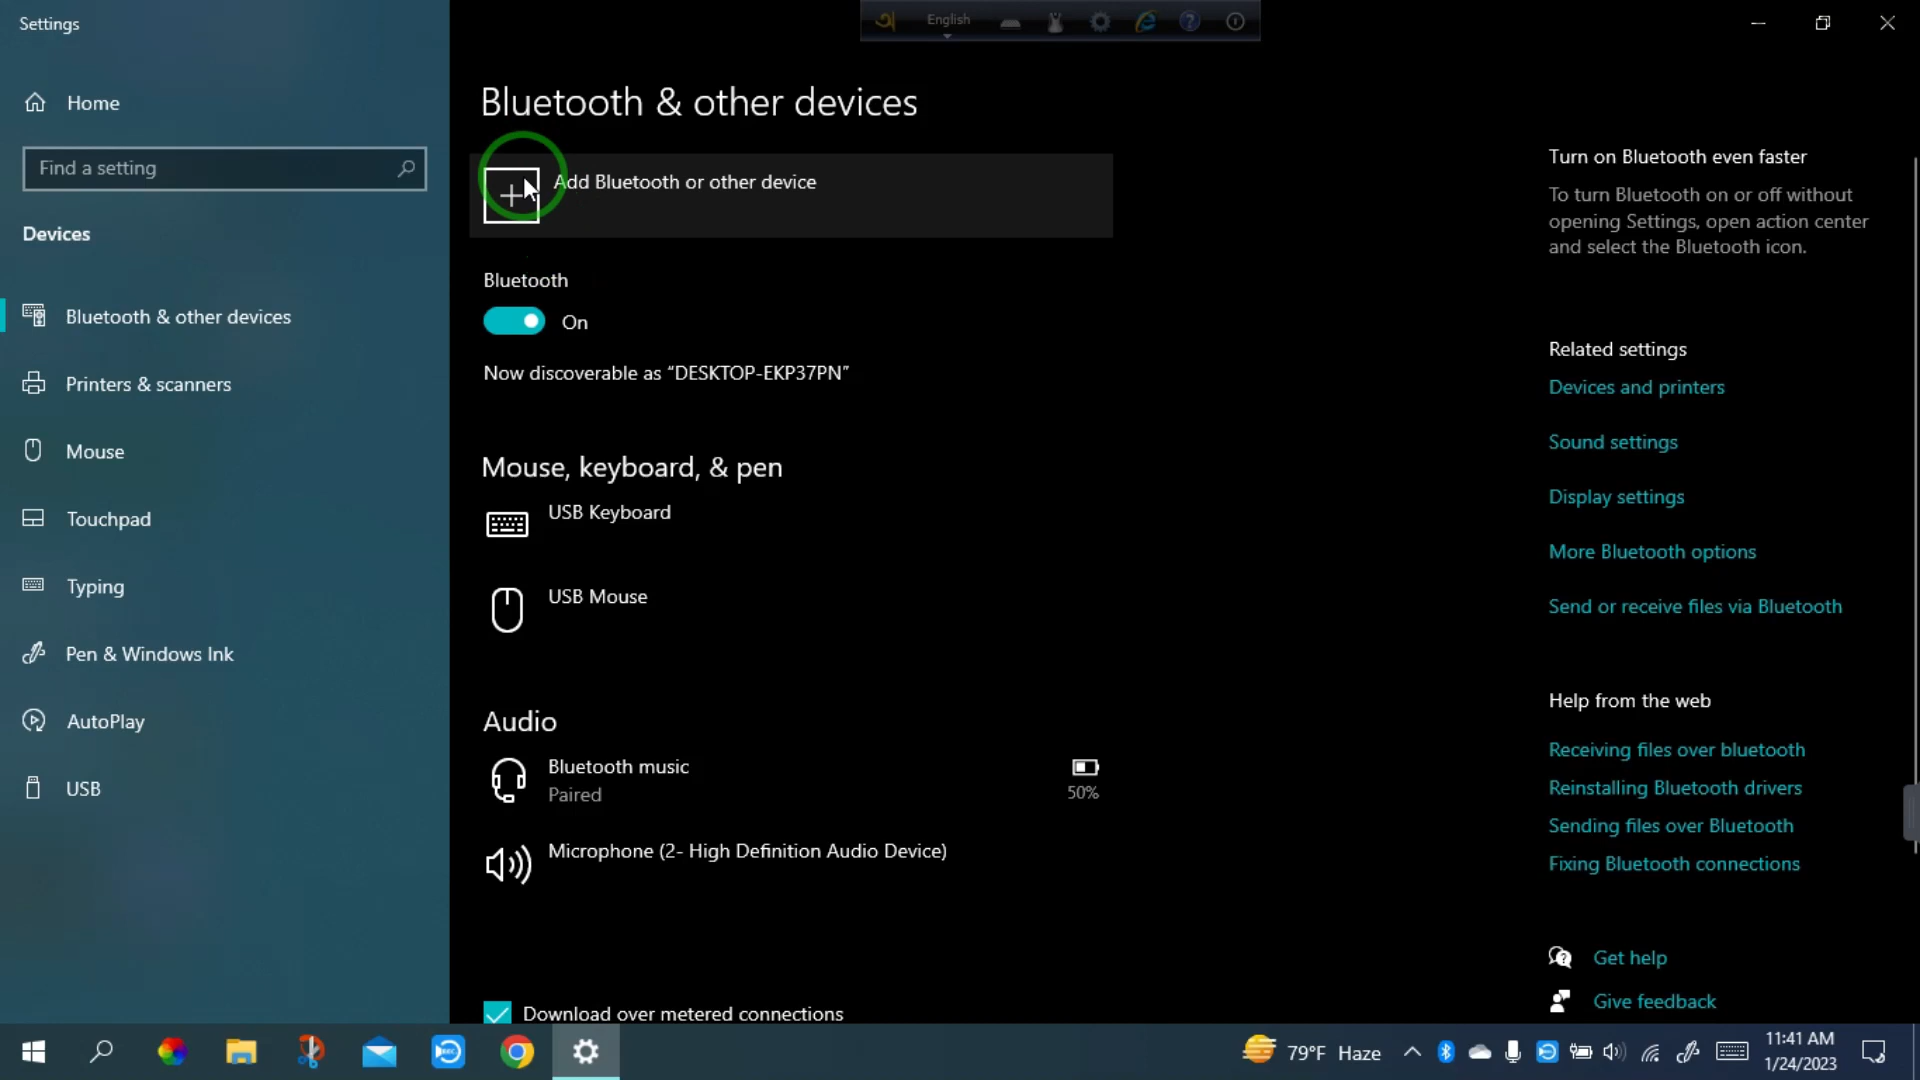 Settings
English
Home
Find a setting
Devices
Bluetooth & other devices
Printers & scanners
Mouse
Touchpad
Typing
Pen & Windows Ink
AutoPlay
USB
Bluetooth & other devices
Add Bluetooth or other device
Bluetooth
On
Now discoverable as “DESKTOP-EKP37PN”
Mouse, keyboard, & pen
USB Keyboard
USB Mouse
Audio
Bluetooth music
Paired
50%
Microphone (2- High Definition Audio Device)
Download over metered connections
Turn on Bluetooth even faster
To turn Bluetooth on or off without
opening Settings, open action center
and select the Bluetooth icon.
Related settings
Devices and printers
Sound settings
Display settings
More Bluetooth options
Send or receive files via Bluetooth
Help from the web
Receiving files over bluetooth
Reinstalling Bluetooth drivers
Sending files over Bluetooth
Fixing Bluetooth connections
Get help
Give feedback
79°F Haze
11:41 AM
1/24/2023